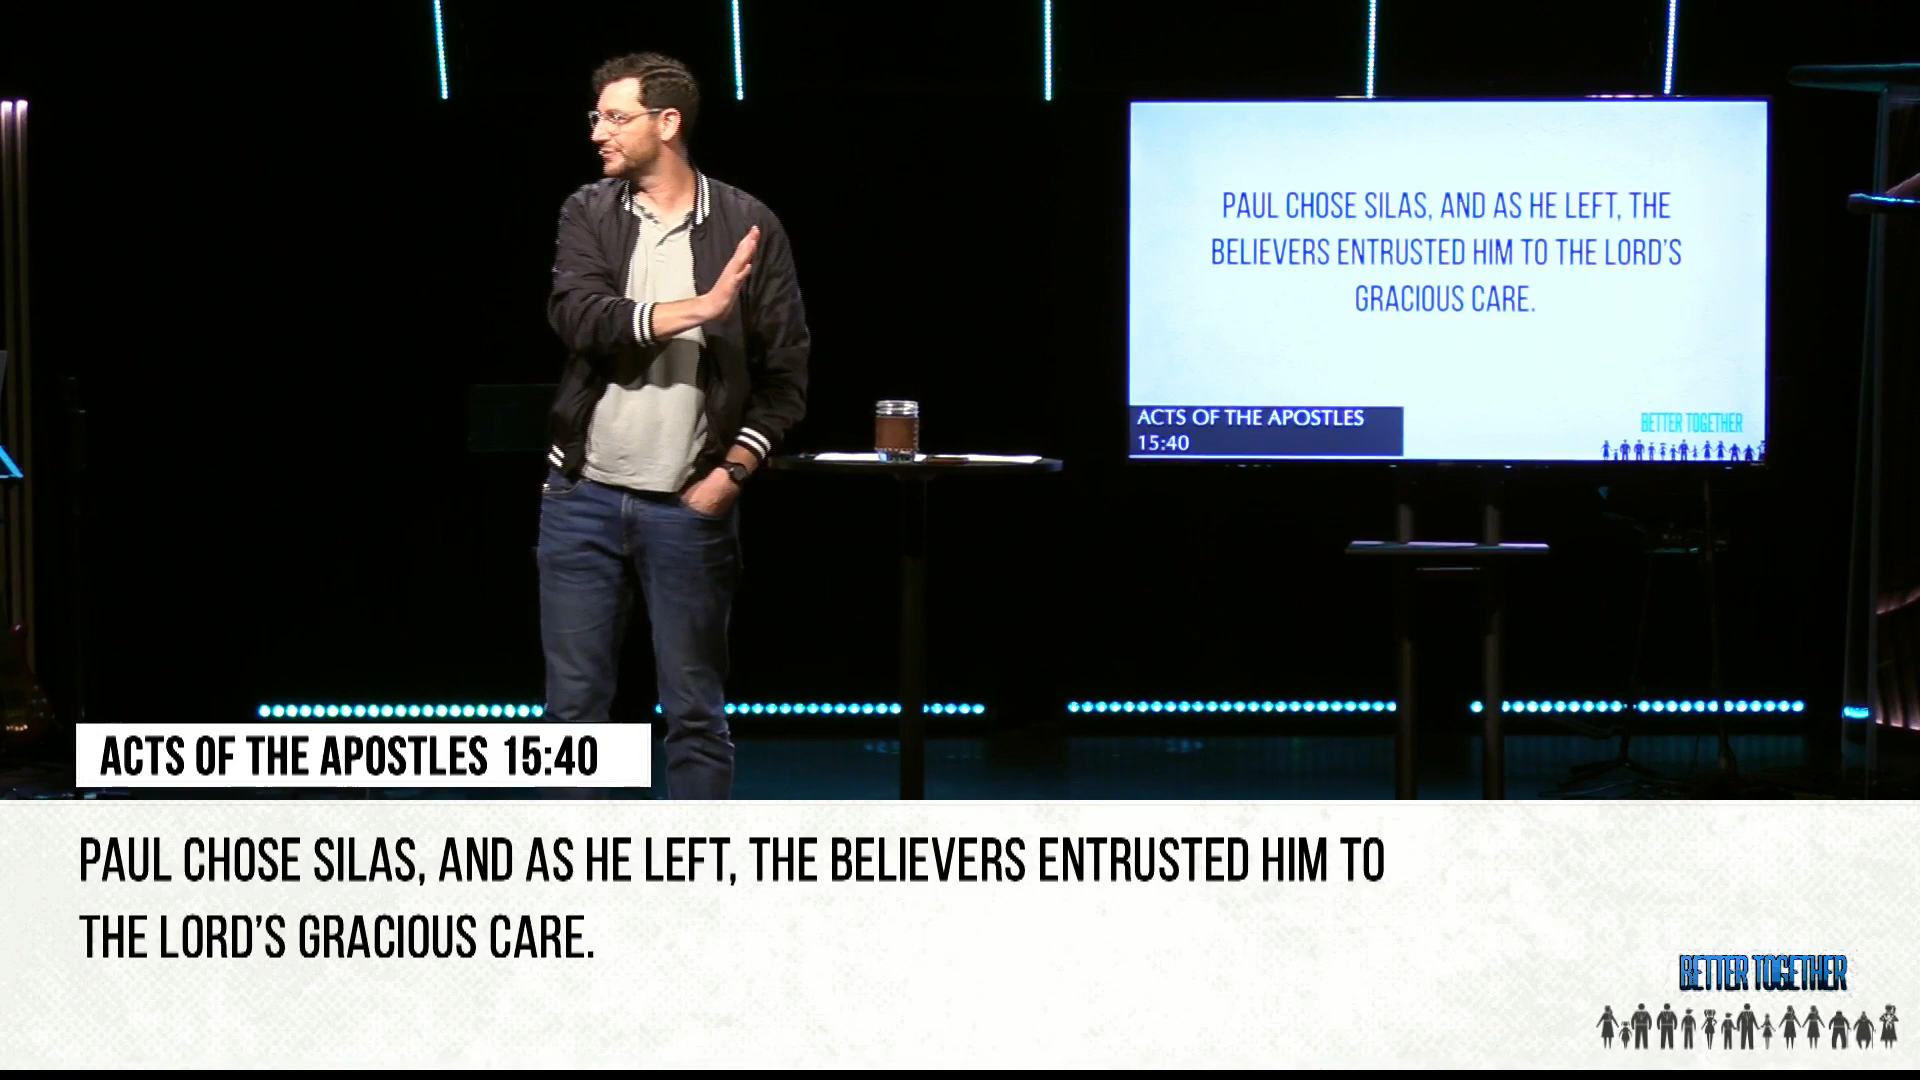 PAUL CHOSE SILAS, AND AS HE LEFT, THE
BELIEVERS ENTRUSTED HIM TO THE LORD'S
GRACIOUS CARE.
ACTS OF THE APOSTLES
15:40
BETTER TOGETHER
ACTS OF THE APOSTLES 15:40
PAUL CHOSE SILAS, AND AS HE LEFT, THE BELIEVERS ENTRUSTED HIM TO
THE LORD'S GRACIOUS CARE.
BETTER TOGETHER